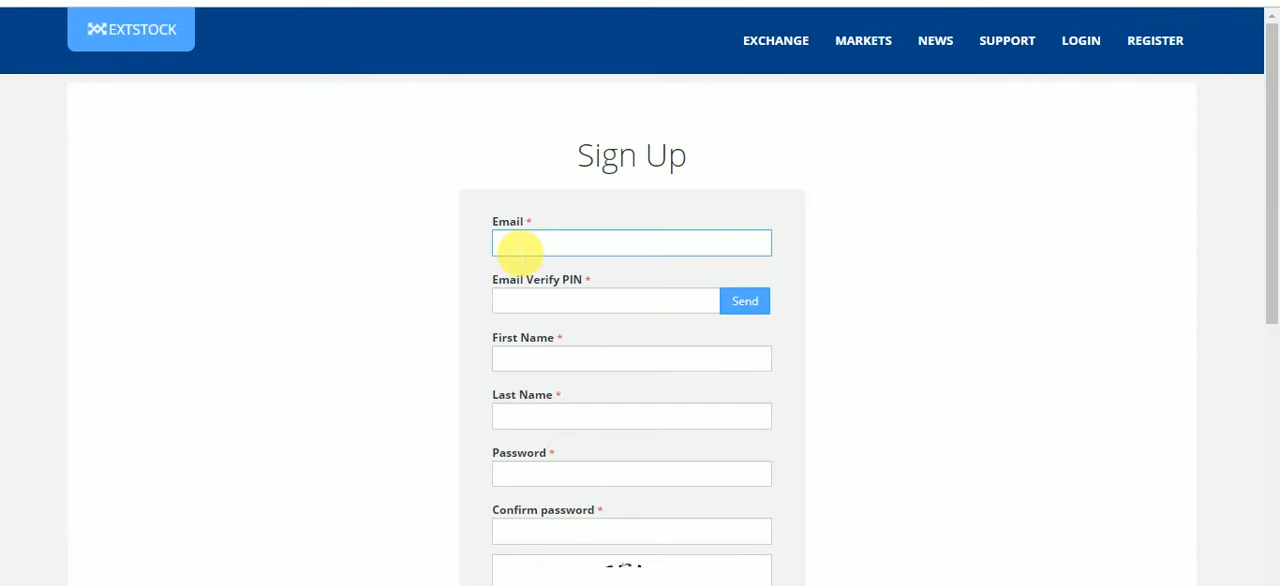 EXTSTOCK
EXCHANGE MARKETS NEWS SUPPORT LOGIN REGISTER
Sign Up
Email *
Email Verify PIN *
Send
First Name *
Last Name *
Password *
Confirm password *